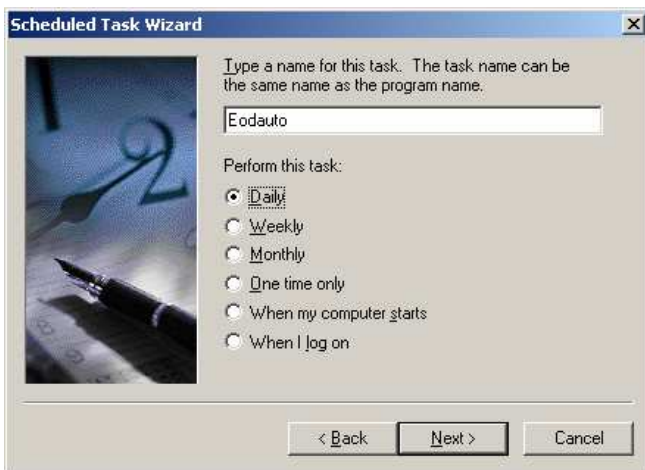 Scheduled Task Wizard
Type a name for this task. The task name can be
the same name as the program name.
Eodauto
Perform this task:
Daily
Weekly
Monthly
One time only
When my computer starts
When I log on
< Back
Next >
Cancel